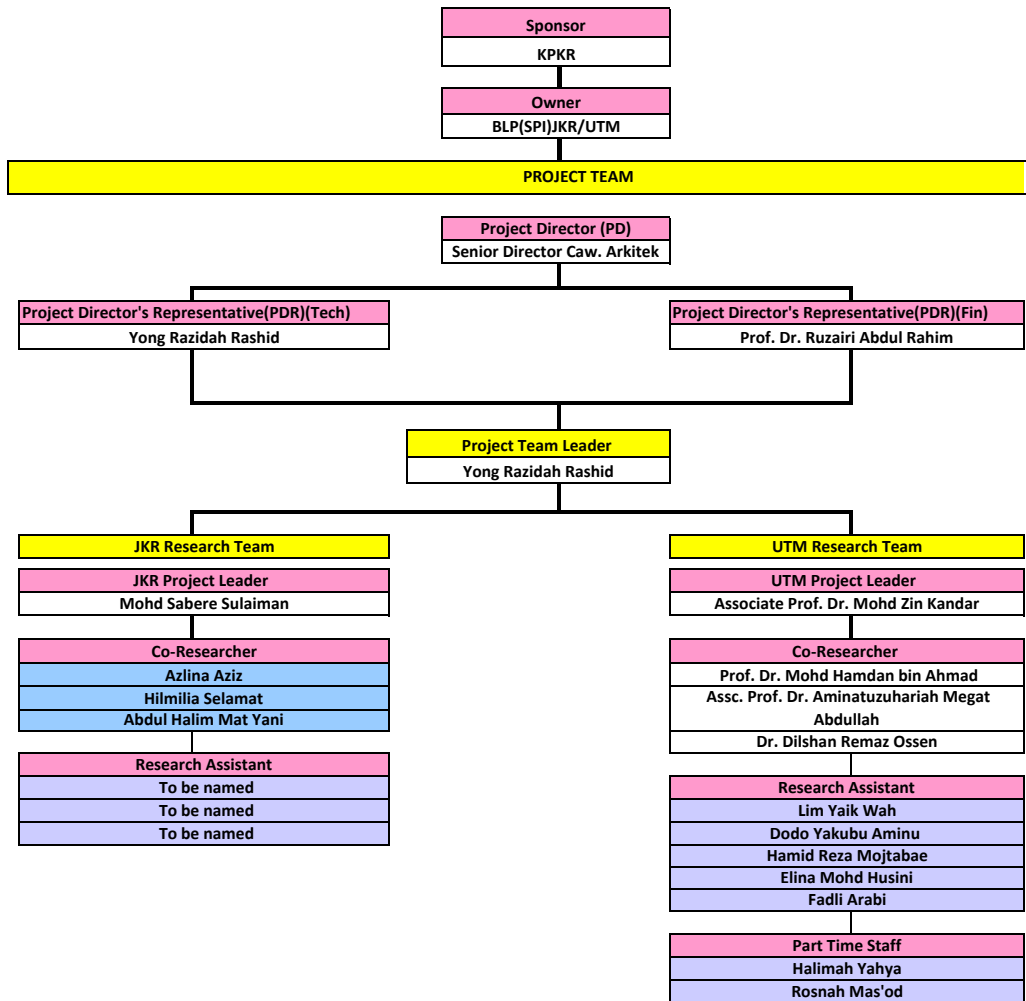 Sponsor
KPKR
Owner
BLP(SPI)JKR/UTM
PROJECT TEAM
Project Director (PD)
Senior Director Caw. Arkitek
Project Director's Representative(PDR)(Tech)
Yong Razidah Rashid
Project Director's Representative(PDR)(Fin)
Prof. Dr. Ruzairi Abdul Rahim
Project Team Leader
Yong Razidah Rashid
JKR Research Team
JKR Project Leader
Mohd Sabere Sulaiman
Co-Researcher
Azlina Aziz
Hilmilia Selamat
Abdul Halim Mat Yani
Research Assistant
To be named
To be named
To be named
UTM Research Team
UTM Project Leader
Associate Prof. Dr. Mohd Zin Kandar
Co-Researcher
Prof. Dr. Mohd Hamdan bin Ahmad
Assc. Prof. Dr. Aminatuzuhariah Megat
Abdullah
Dr. Dilshan Remaz Ossen
Research Assistant
Lim Yaik Wah
Dodo Yakubu Aminu
Hamid Reza Mojtabae
Elina Mohd Husini
Fadli Arabi
Part Time Staff
Halimah Yahya
Rosnah Mas'od